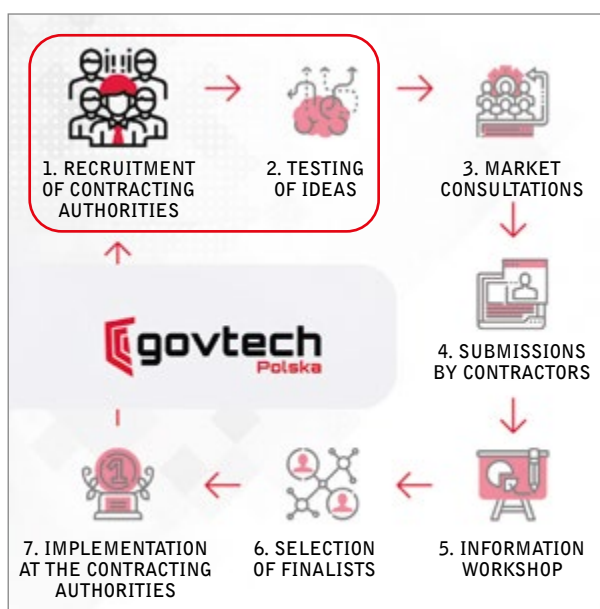 1. RECRUITMENT
OF CONTRACTING
AUTHORITIES
2. TESTING
OF IDEAS
3. MARKET
CONSULTATIONS
4. SUBMISSIONS
BY CONTRACTORS
5. INFORMATION
WORKSHOP
6. SELECTION
OF FINALISTS
7. IMPLEMENTATION
AT THE CONTRACTING
AUTHORITIES
1
govtech
Polska